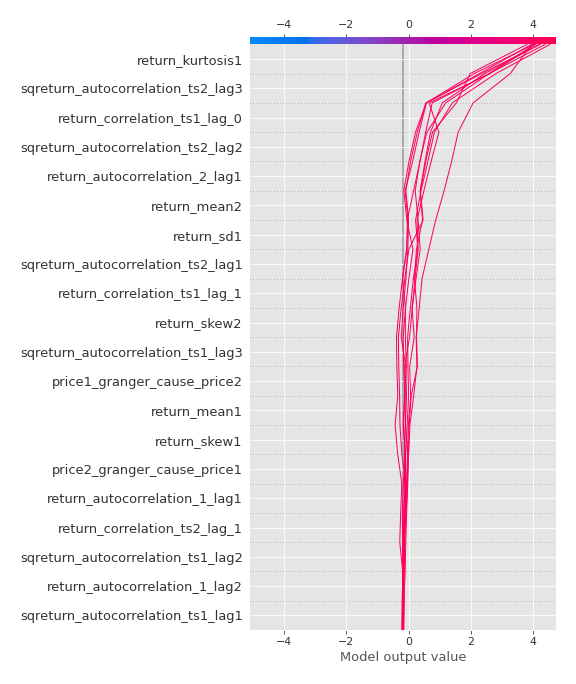 −4 −2 0 2 4
return_kurtosis1
sqreturn_autocorrelation_ts2_lag3
return_correlation_ts1_lag_0
sqreturn_autocorrelation_ts2_lag2
return_autocorrelation_2_lag1
return_mean2
return_sd1
sqreturn_autocorrelation_ts2_lag1
return_correlation_ts1_lag_1
return_skew2
sqreturn_autocorrelation_ts1_lag3
price1_granger_cause_price2
return_mean1
return_skew1
price2_granger_cause_price1
return_autocorrelation_1_lag1
return_correlation_ts2_lag_1
sqreturn_autocorrelation_ts1_lag2
return_autocorrelation_1_lag2
sqreturn_autocorrelation_ts1_lag1
−4 −2 0 2 4
Model output value